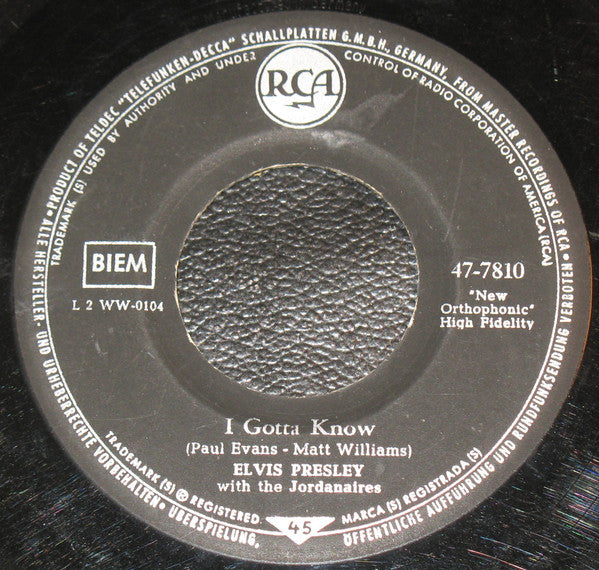 • PRODUCT OF TELDEC "TELEFUNKEN-DECCA" SCHALLPLATTEN G.M.B.H., GERMANY, FROM MASTER RECORDINGS OF RCA •
TRADEMARK (S) USED BY AUTHORITY AND UNDER CONTROL OF RADIO CORPORATION OF AMERICA (RCA)
RCA
BIEM
L 2 WW-0104
47-7810
"New
Orthophonic"
High Fidelity
I Gotta Know
(Paul Evans - Matt Williams)
ELVIS PRESLEY
with the Jordanaires
TRADEMARK (S) ® REGISTERED. MARCA (S) REGISTRADA (S)
45
ALLE HERSTELLER- UND URHEBERRECHTE VORBEHALTEN • ÜBERSPIELUNG, ÖFFENTLICHE AUFFÜHRUNG UND RUNDFUNKSENDUNG VERBOTEN